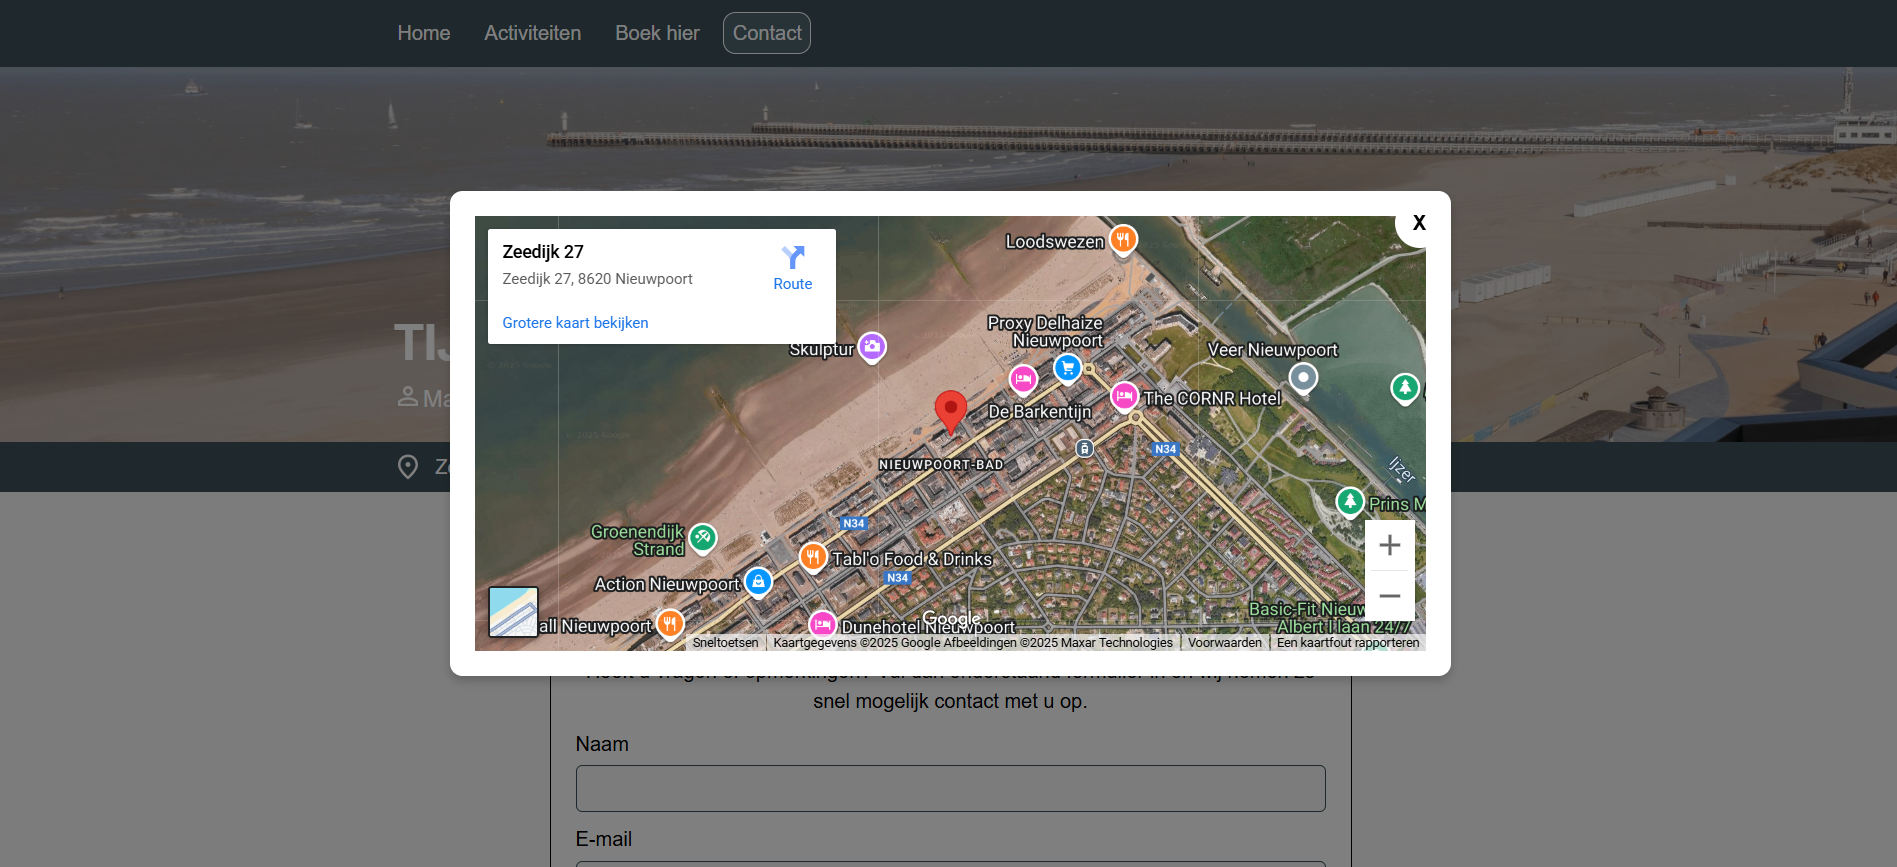 Home Activiteiten Boek hier Contact
X
Zeedijk 27
Zeedijk 27, 8620 Nieuwpoort
Route
Grotere kaart bekijken
Loodswezen
Proxy Delhaize
Nieuwpoort
Skulptur
Veer Nieuwpoort
The CORNR Hotel
De Barkentijn
N34
NIEUWPOORT-BAD
Ijzer
Prins M
N34
Groenendijk
Strand
Tabl'o Food & Drinks
N34
Action Nieuwpoort
Basic-Fit Nieuw
Albert I laan 24/7
Google
all Nieuwpoort
Dunehotel Nieuwpoort
Sneltoetsen Kaartgegevens ©2025 Google Afbeeldingen ©2025 Maxar Technologies Voorwaarden Een kaartfout rapporteren
snel mogelijk contact met u op.
Naam
E-mail